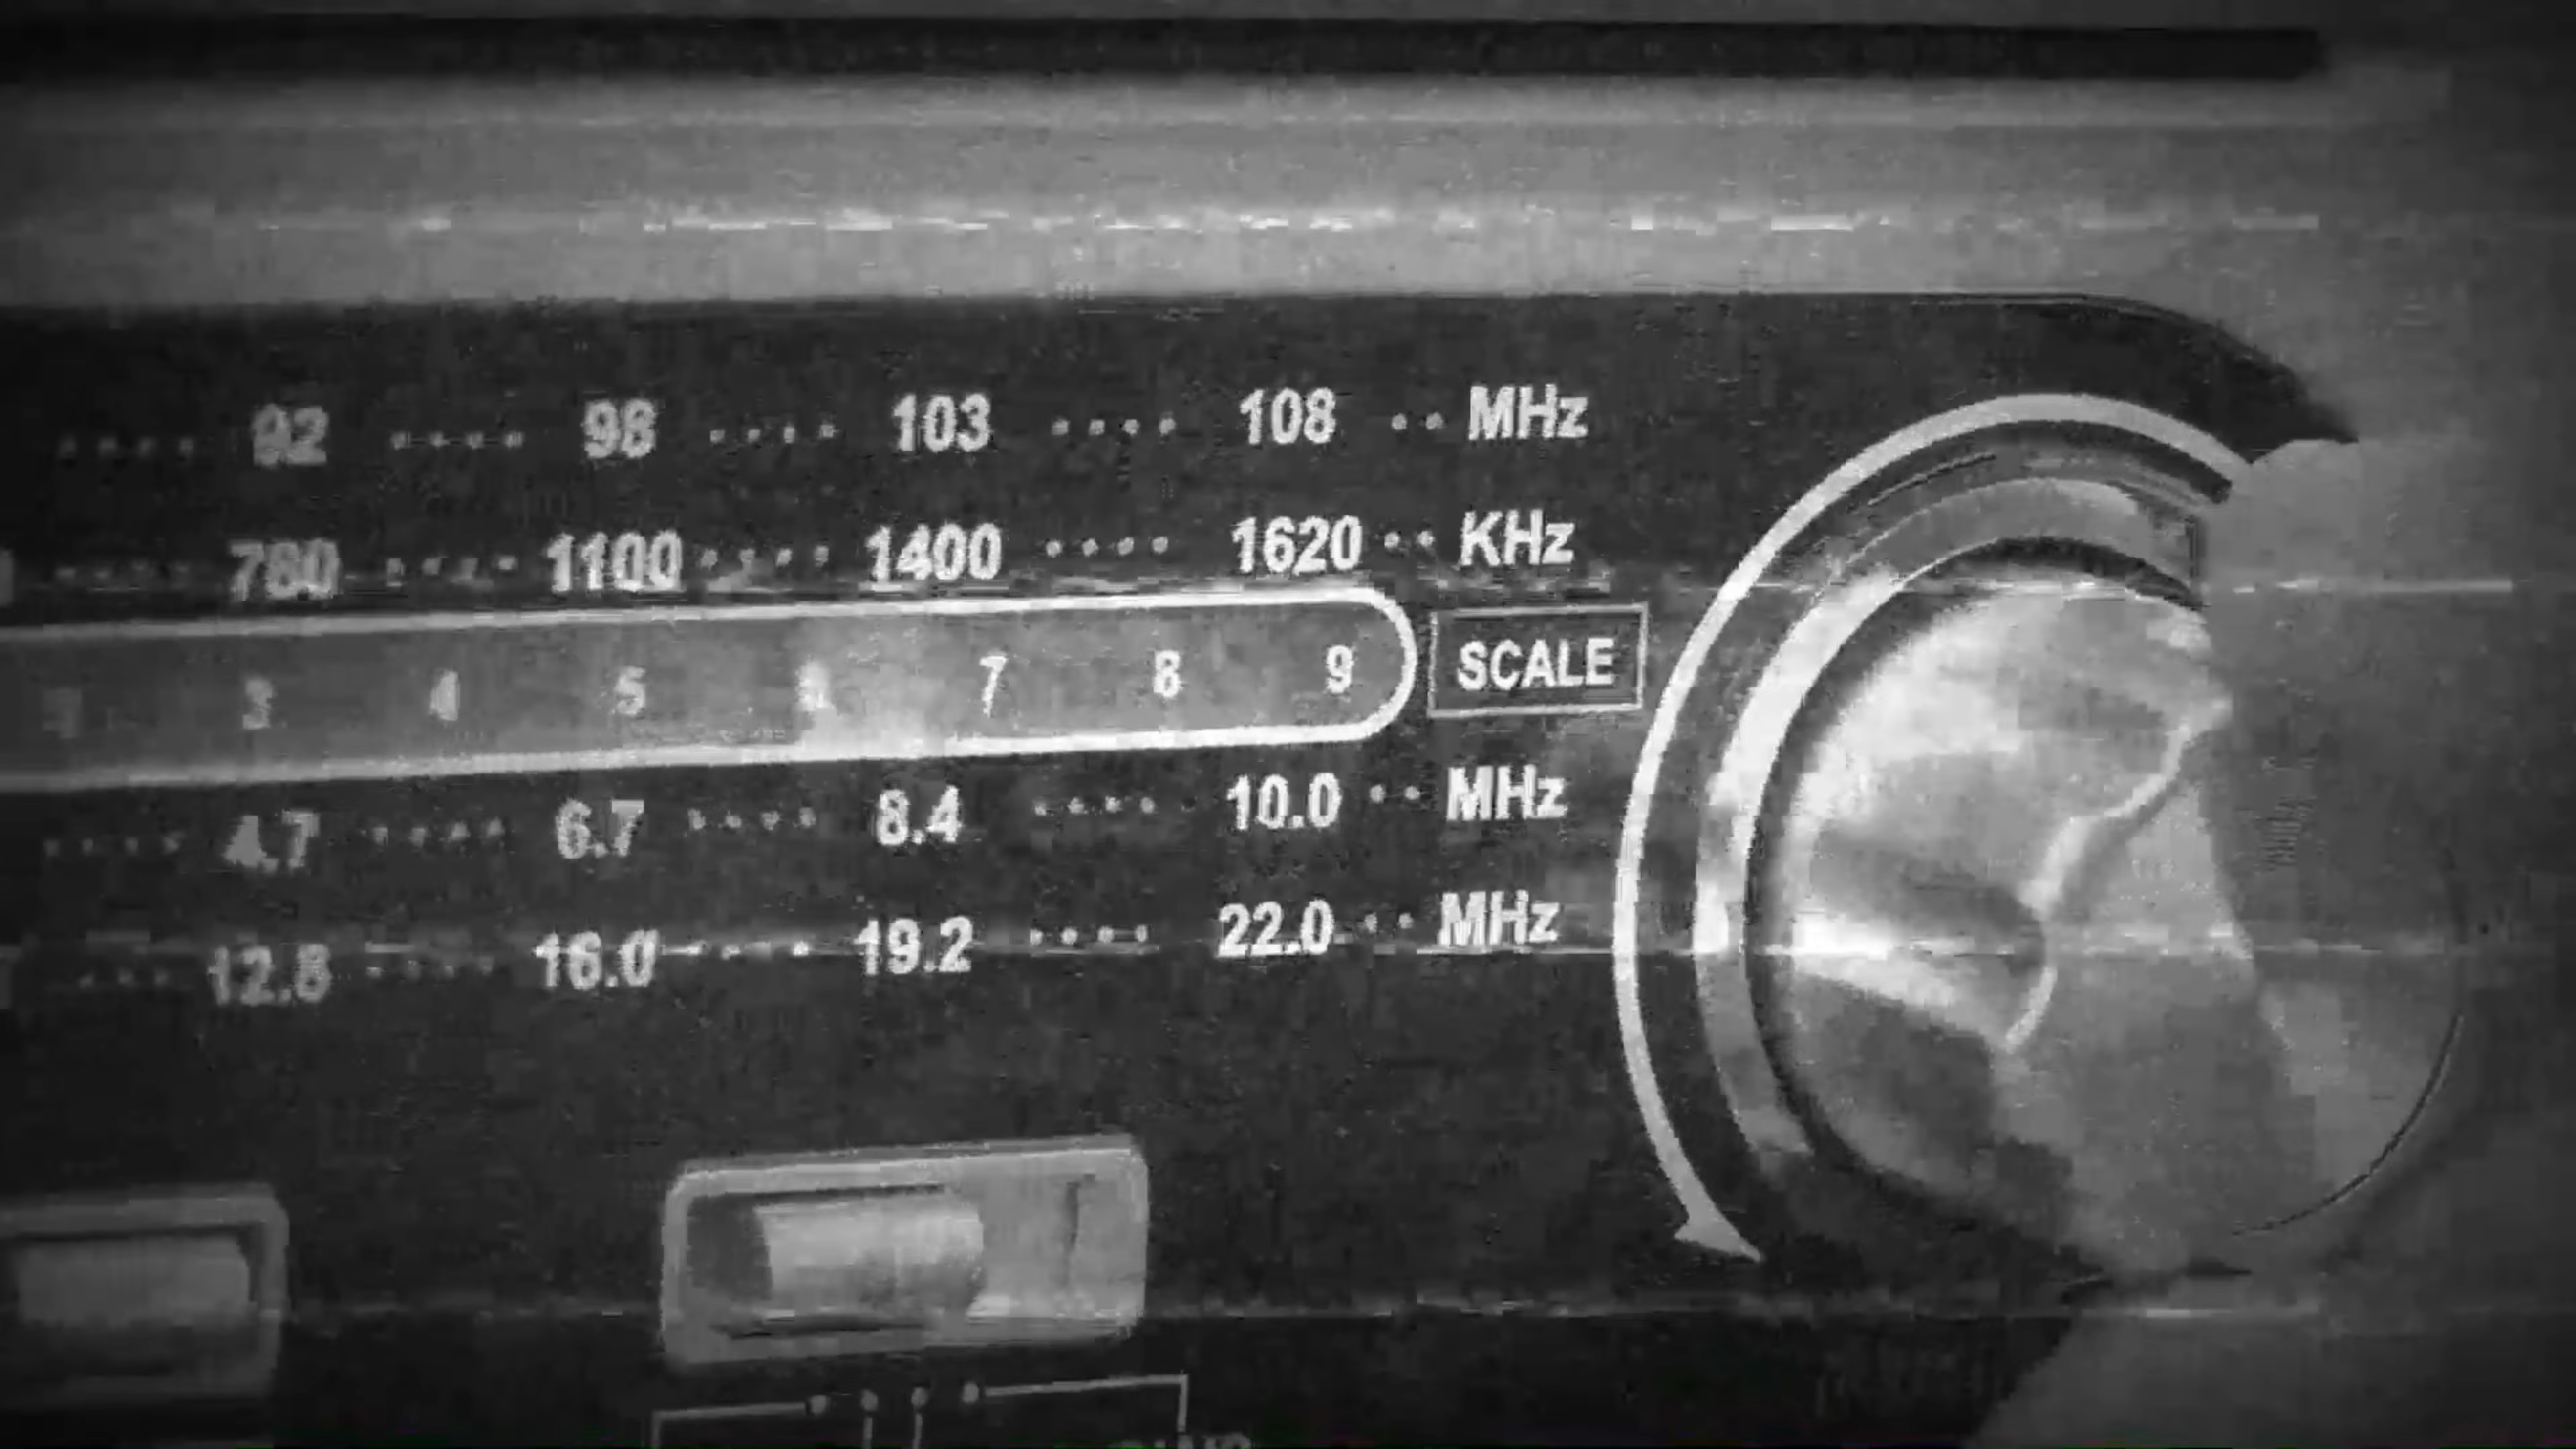 92 98 103 108 MHz
780 1100 1400 1620 KHz
3 4 5 6 7 8 9 SCALE
4.7 6.7 8.4 10.0 MHz
12.8 16.0 19.2 22.0 MHz